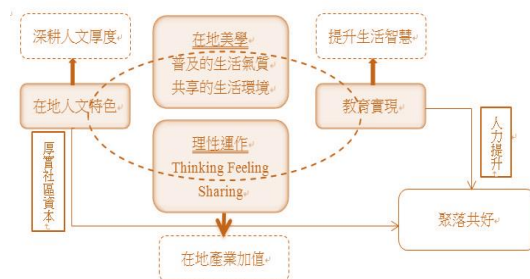 深耕人文厚度
在地美學
普及的生活氣質
共享的生活環境
提升生活智慧
在地人文特色
教育實現
理性運作
Thinking Feeling
Sharing
厚實社區資本
人力提升
聚落共好
在地產業加值